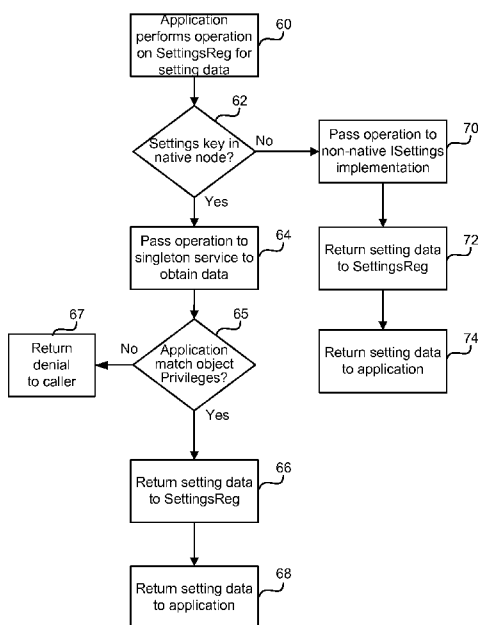 Application
performs operation
on SettingsReg for
setting data
60
62
Settings key in
native node?
No
Yes
Pass operation to
non-native ISettings
implementation
70
Pass operation to
singleton service to
obtain data
64
Return setting data
to SettingsReg
72
67
Return
denial
to caller
No
65
Application
match object
Privileges?
Yes
Return setting data
to application
74
Return setting data
to SettingsReg
66
Return setting data
to application
68